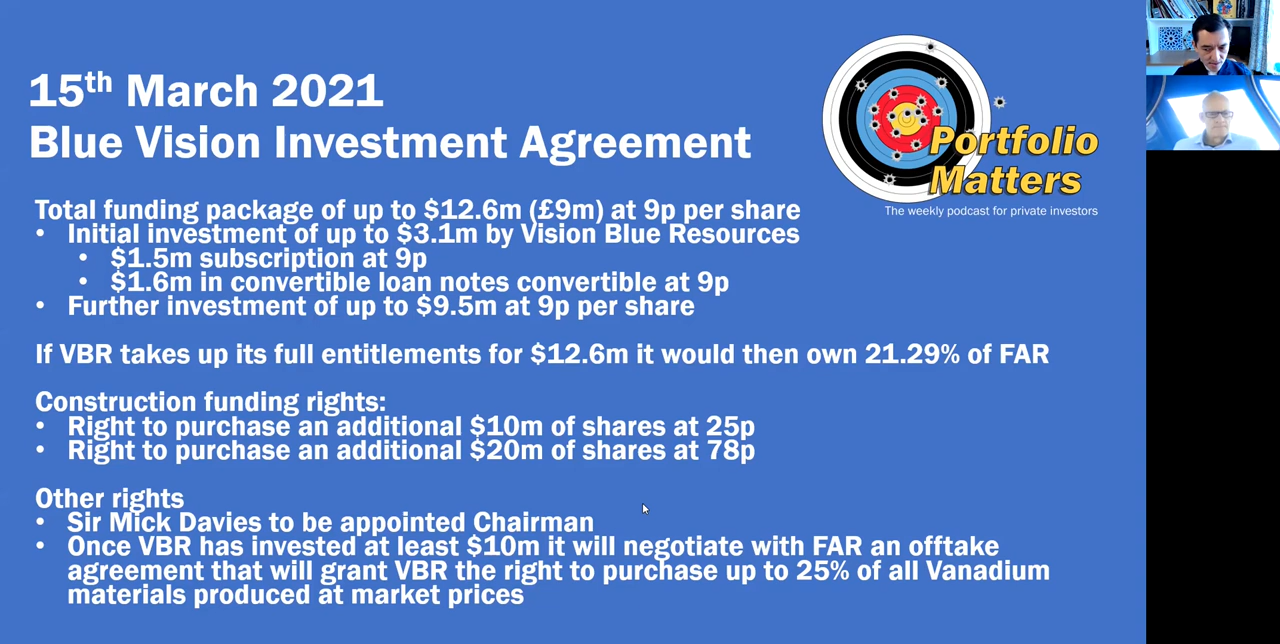 15th March 2021
Blue Vision Investment Agreement
Portfolio
Matters
The weekly podcast for private investors
Total funding package of up to $12.6m (£9m) at 9p per share
• Initial investment of up to $3.1m by Vision Blue Resources
• $1.5m subscription at 9p
• $1.6m in convertible loan notes convertible at 9p
• Further investment of up to $9.5m at 9p per share
If VBR takes up its full entitlements for $12.6m it would then own 21.29% of FAR
Construction funding rights:
• Right to purchase an additional $10m of shares at 25p
• Right to purchase an additional $20m of shares at 78p
Other rights
• Sir Mick Davies to be appointed Chairman
• Once VBR has invested at least $10m it will negotiate with FAR an offtake
agreement that will grant VBR the right to purchase up to 25% of all Vanadium
materials produced at market prices